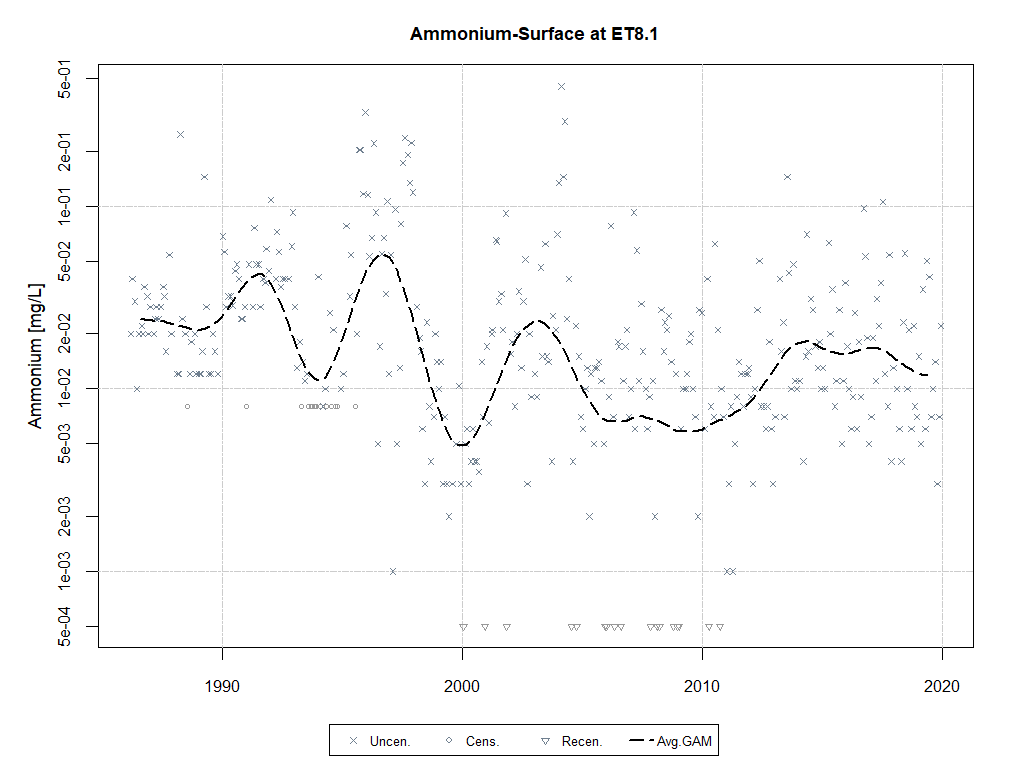 Ammonium-Surface at ET8.1
Ammonium [mg/L]
5e-01
2e-01
1e-01
5e-02
2e-02
1e-02
5e-03
2e-03
1e-03
5e-04
1990 2000 2010 2020
Uncen. Cens. Recen. Avg.GAM